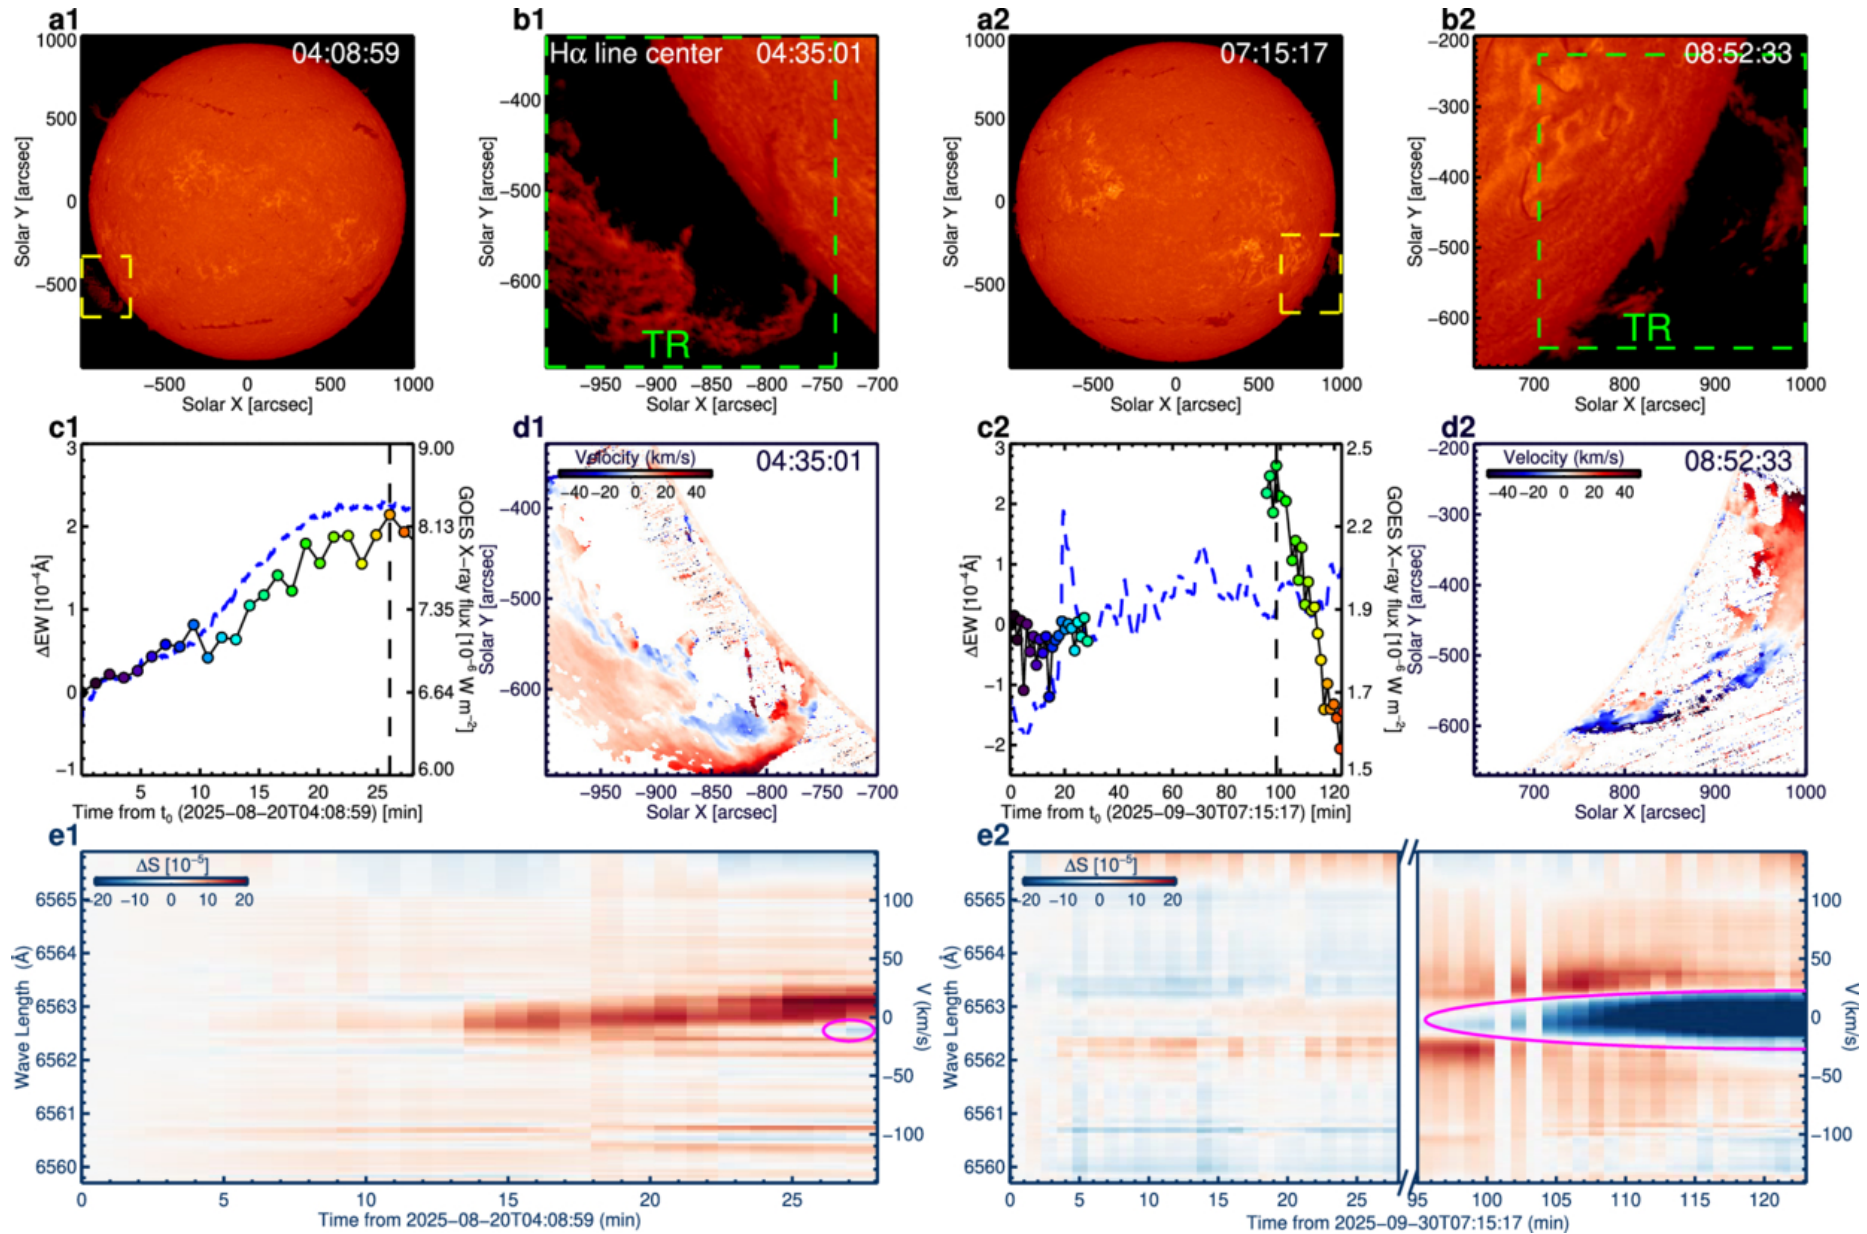 a1
04:08:59
1000
500
0
−500
−500 0 500 1000
Solar X [arcsec]
Solar Y [arcsec]
b1
Hα line center 04:35:01
−400
−500
−600
TR
−950 −900 −850 −800 −750 −700
Solar X [arcsec]
Solar Y [arcsec]
a2
07:15:17
1000
500
0
−500
−500 0 500 1000
Solar X [arcsec]
Solar Y [arcsec]
b2
08:52:33
−200
−300
−400
−500
−600
TR
700 800 900 1000
Solar X [arcsec]
Solar Y [arcsec]
c1
3
2
1
0
−1
ΔEW [10⁻⁴Å]
9.00
8.13
7.35
6.64
6.00
GOES X−ray flux [10⁻⁶ W m⁻²]
0 5 10 15 20 25
Time from t₀ (2025−08−20T04:08:59) [min]
d1
Velocity (km/s)
−40 −20 0 20 40
04:35:01
−400
−500
−600
Solar Y [arcsec]
−950 −900 −850 −800 −750 −700
Solar X [arcsec]
c2
3
2
1
0
−1
−2
ΔEW [10⁻⁴Å]
2.5
2.2
1.9
1.7
1.5
GOES X−ray flux [10⁻⁶ W m⁻²]
0 20 40 60 80 100 120
Time from t₀ (2025−09−30T07:15:17) [min]
d2
Velocity (km/s)
−40 −20 0 20 40
08:52:33
−200
−300
−400
−500
−600
Solar Y [arcsec]
700 800 900 1000
Solar X [arcsec]
e1
ΔS [10⁻⁵]
−20 −10 0 10 20
6565
6564
6563
6562
6561
6560
Wave Length (Å)
100
50
0
−50
−100
V (km/s)
0 5 10 15 20 25
Time from 2025−08−20T04:08:59 (min)
e2
ΔS [10⁻⁵]
−20 −10 0 10 20
6565
6564
6563
6562
6561
6560
Wave Length (Å)
100
50
0
−50
−100
V (km/s)
0 5 10 15 20 25 95 100 105 110 115 120
Time from 2025−09−30T07:15:17 (min)